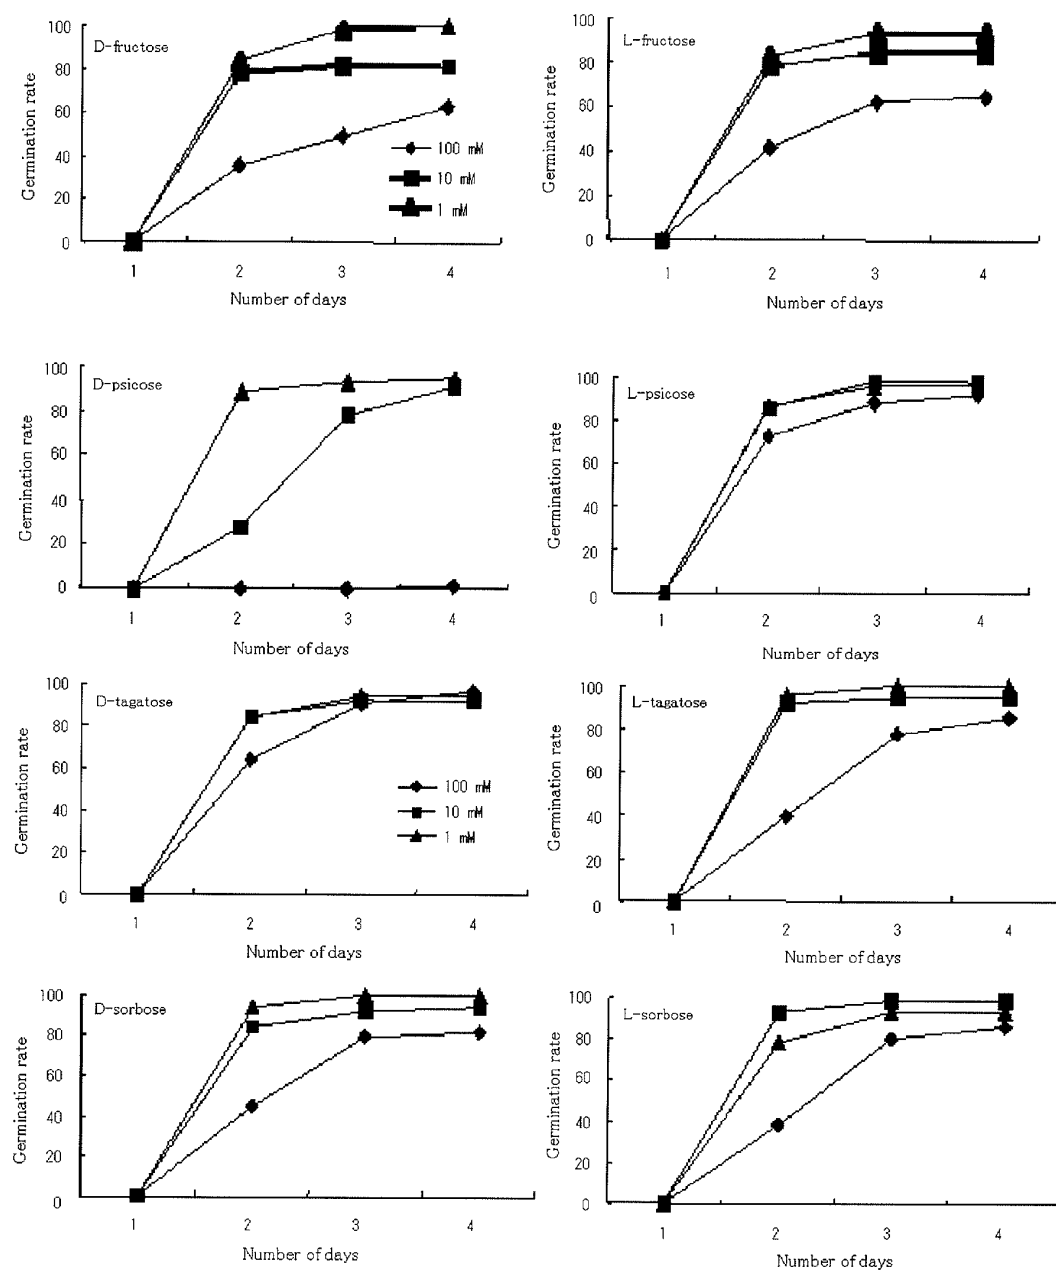 D-fructose
Germination rate
100
80
60
40
20
0
100 mM
10 mM
1 mM
1 2 3 4
Number of days
L-fructose
Germination rate
100
80
60
40
20
0
1 2 3 4
Number of days
D-psicose
Germination rate
100
80
60
40
20
0
1 2 3 4
Number of days
L-psicose
Germination rate
100
80
60
40
20
0
1 2 3 4
Number of days
D-tagatose
Germination rate
100
80
60
40
20
0
100 mM
10 mM
1 mM
1 2 3 4
Number of days
L-tagatose
Germination rate
100
80
60
40
20
0
1 2 3 4
Number of days
D-sorbose
Germination rate
100
80
60
40
20
0
1 2 3 4
Number of days
L-sorbose
Germination rate
100
80
60
40
20
0
1 2 3 4
Number of days